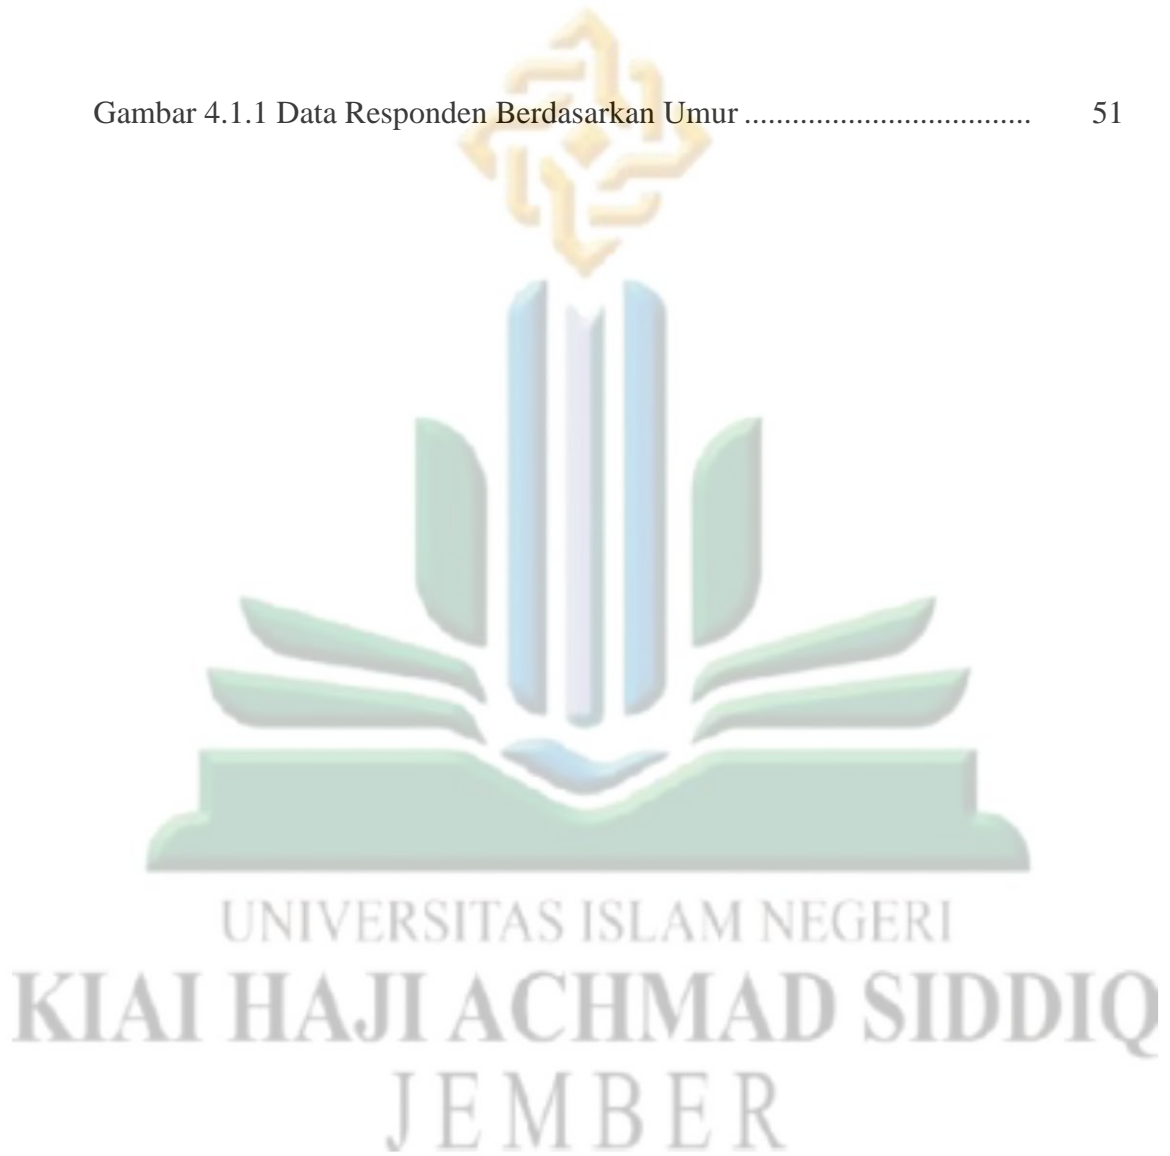 Gambar 4.1.1 Data Responden Berdasarkan Umur .................................... 51
UNIVERSITAS ISLAM NEGERI
KIAI HAJI ACHMAD SIDDIQ
JEMBER